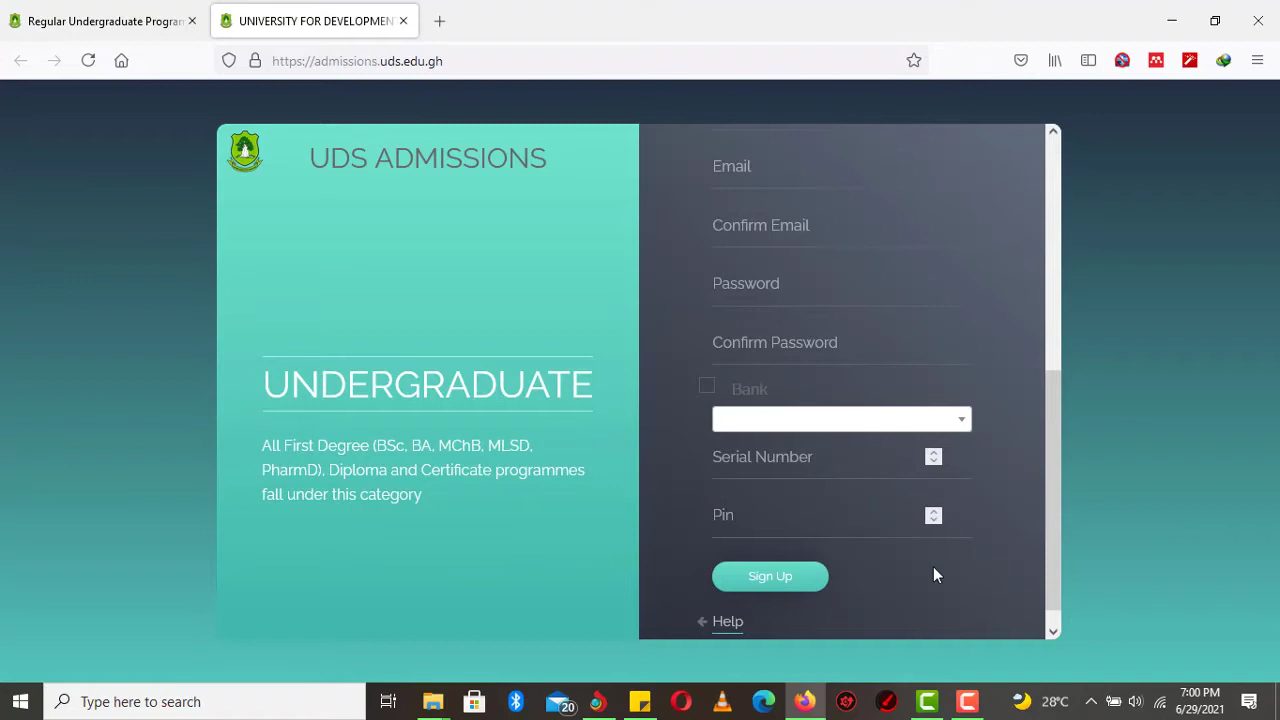 Regular Undergraduate Program
UNIVERSITY FOR DEVELOPMENT
https://admissions.uds.edu.gh
UDS ADMISSIONS
UNDERGRADUATE
All First Degree (BSc, BA, MChB, MLSD,
PharmD), Diploma and Certificate programmes
fall under this category
Email
Confirm Email
Password
Confirm Password
Bank
Serial Number
Pin
Sign Up
Help
Type here to search
20
28°C
7:00 PM
6/29/2021